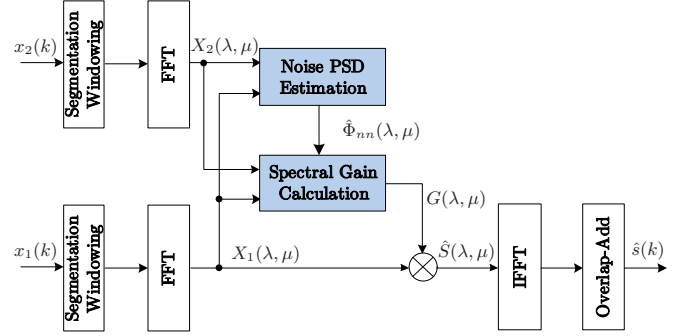 x₂(k)
Segmentation
Windowing
FFT
X₂(λ, μ)
Noise PSD
Estimation
Φ̂ₙₙ(λ, μ)
Spectral Gain
Calculation
G(λ, μ)
x₁(k)
Segmentation
Windowing
FFT
X₁(λ, μ)
Ŝ(λ, μ)
IFFT
Overlap-Add
ŝ(k)